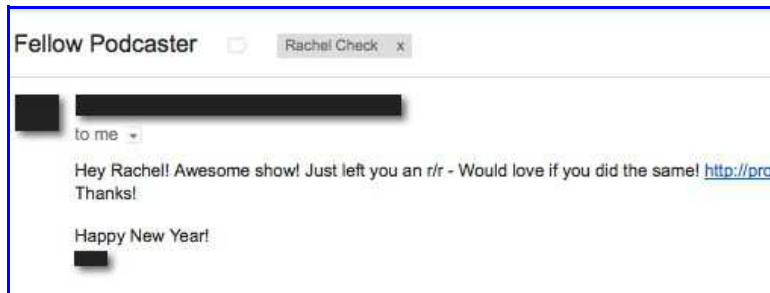 Fellow Podcaster Rachel Check x
to me
Hey Rachel! Awesome show! Just left you an r/r - Would love if you did the same! http://pro
Thanks!
Happy New Year!